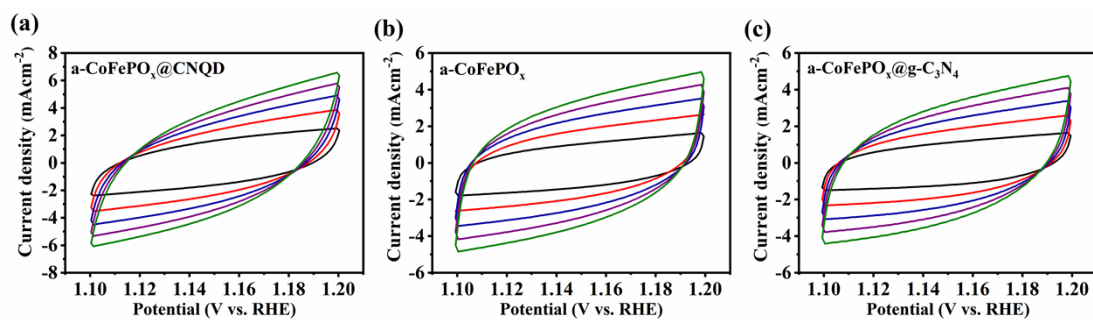 (a)
a-CoFePOₓ@CNQD
Current density (mAcm⁻²)
8
6
4
2
0
-2
-4
-6
-8
1.10 1.12 1.14 1.16 1.18 1.20
Potential (V vs. RHE)
(b)
a-CoFePOₓ
Current density (mAcm⁻²)
6
4
2
0
-2
-4
-6
1.10 1.12 1.14 1.16 1.18 1.20
Potential (V vs. RHE)
(c)
a-CoFePOₓ@g-C₃N₄
Current density (mAcm⁻²)
6
4
2
0
-2
-4
-6
1.10 1.12 1.14 1.16 1.18 1.20
Potential (V vs. RHE)